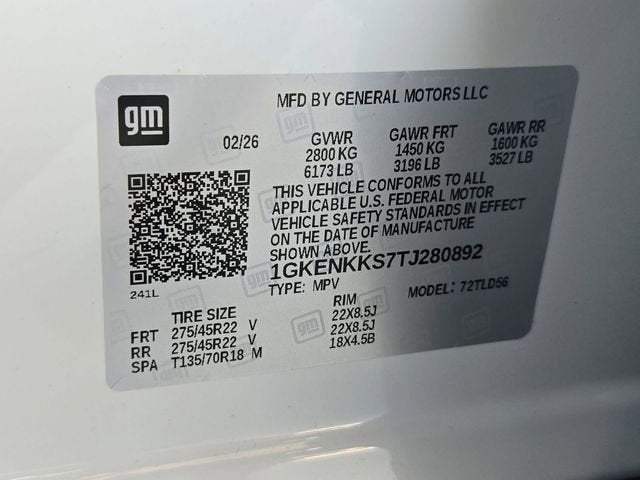 gm
MFD BY GENERAL MOTORS LLC
02/26 GVWR GAWR FRT GAWR RR
2800 KG 1450 KG 1600 KG
6173 LB 3196 LB 3527 LB
THIS VEHICLE CONFORMS TO ALL
APPLICABLE U.S. FEDERAL MOTOR
VEHICLE SAFETY STANDARDS IN EFFECT
ON THE DATE OF MANUFACTURE
SHOWN ABOVE.
1GKENKKS7TJ280892
241L
TYPE: MPV MODEL: 72TLD56
TIRE SIZE RIM
FRT 275/45R22 V 22X8.5J
RR 275/45R22 V 22X8.5J
SPA T135/70R18 M 18X4.5B